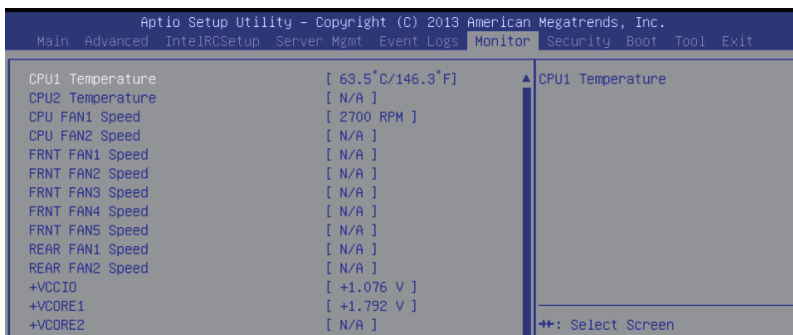 Aptio Setup Utility – Copyright (C) 2013 American Megatrends, Inc.
Main Advanced IntelRCSetup Server Mgmt Event Logs Monitor Security Boot Tool Exit
CPU1 Temperature [ 63.5°C/146.3°F] CPU1 Temperature
CPU2 Temperature [ N/A ]
CPU FAN1 Speed [ 2700 RPM ]
CPU FAN2 Speed [ N/A ]
FRNT FAN1 Speed [ N/A ]
FRNT FAN2 Speed [ N/A ]
FRNT FAN3 Speed [ N/A ]
FRNT FAN4 Speed [ N/A ]
FRNT FAN5 Speed [ N/A ]
REAR FAN1 Speed [ N/A ]
REAR FAN2 Speed [ N/A ]
+VCCIO [ +1.076 V ]
+VCORE1 [ +1.792 V ]
+VCORE2 [ N/A ] →←: Select Screen